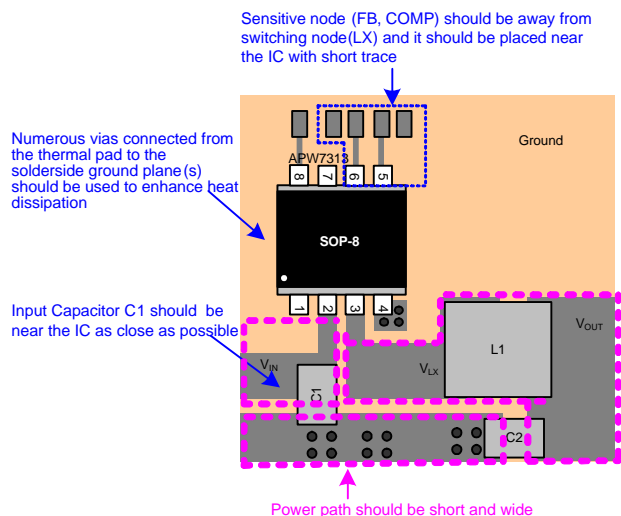 Sensitive node (FB, COMP) should be away from
switching node(LX) and it should be placed near
the IC with short trace
Numerous vias connected from
the thermal pad to the
solderside ground plane(s)
should be used to enhance heat
dissipation
Ground
APW7313
8
7
6
5
SOP-8
1
2
3
4
Input Capacitor C1 should be
near the IC as close as possible
VIN
C1
VLX
L1
VOUT
C2
Power path should be short and wide